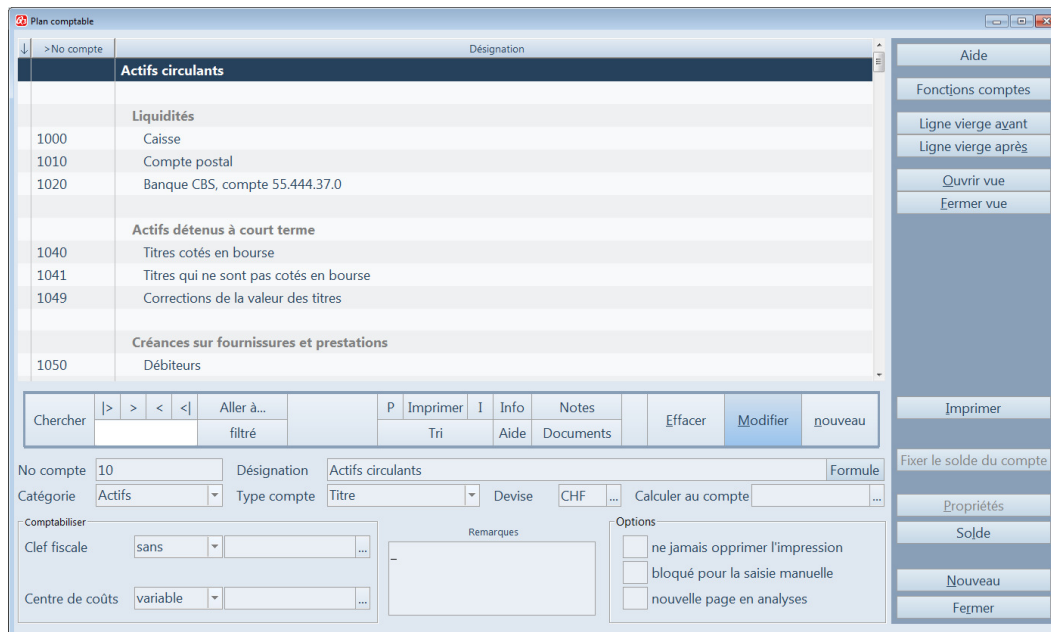 Plan comptable
>No compte Désignation
Actifs circulants
Liquidités
1000 Caisse
1010 Compte postal
1020 Banque CBS, compte 55.444.37.0
Actifs détenus à court terme
1040 Titres cotés en bourse
1041 Titres qui ne sont pas cotés en bourse
1049 Corrections de la valeur des titres
Créances sur fournissures et prestations
1050 Débiteurs
Aide
Fonctions comptes
Ligne vierge avant
Ligne vierge après
Ouvrir vue
Fermer vue
Imprimer
Fixer le solde du compte
Propriétés
Solde
Nouveau
Fermer
Chercher |> > < <| Aller à... P Imprimer I Info Notes Effacer Modifier nouveau
filtré Tri Aide Documents
No compte 10 Désignation Actifs circulants Formule
Catégorie Actifs Type compte Titre Devise CHF ... Calculer au compte ...
Comptabiliser
Clef fiscale sans ...
Centre de coûts variable ...
Remarques
_
Options
ne jamais opprimer l'impression
bloqué pour la saisie manuelle
nouvelle page en analyses